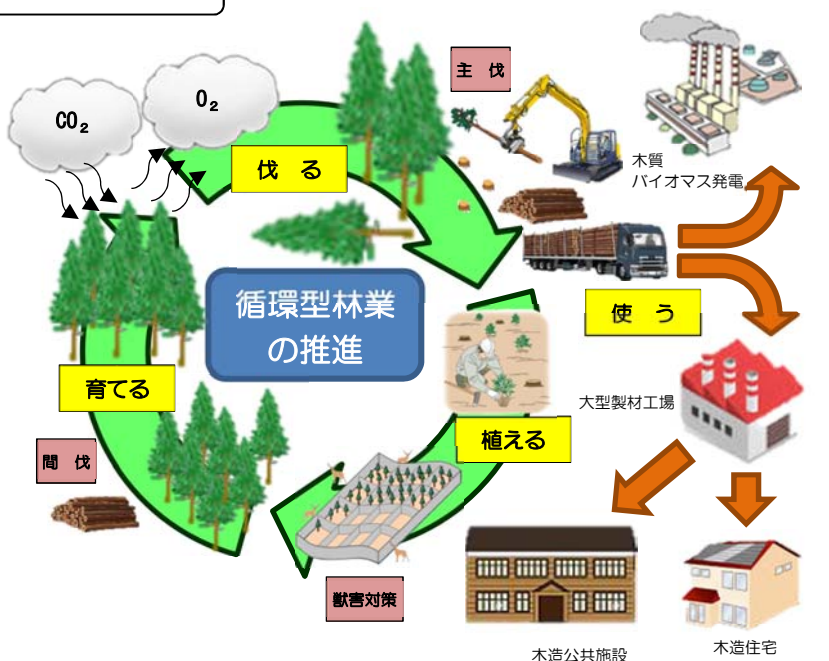 CO₂
O₂
主 伐
伐 る
木質
バイオマス発電
循環型林業
の推進
使 う
育てる
大型製材工場
植える
間 伐
獣害対策
木造公共施設
木造住宅